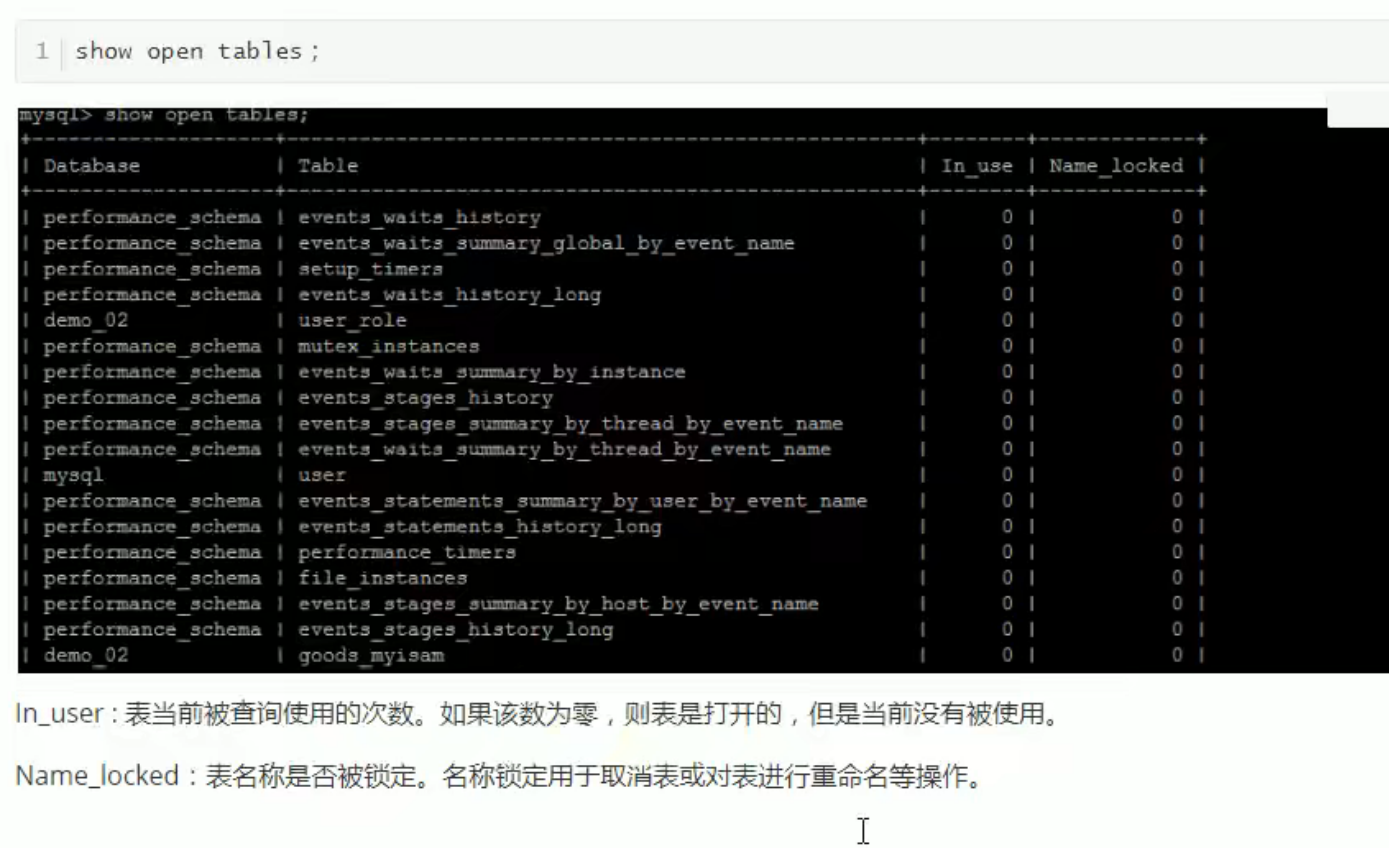 1 show open tables;
mysql> show open tables;
+--------------------+----------------------------------------------------+--------+-------------+
| Database | Table | In_use | Name_locked |
+--------------------+----------------------------------------------------+--------+-------------+
| performance_schema | events_waits_history | 0 | 0 |
| performance_schema | events_waits_summary_global_by_event_name | 0 | 0 |
| performance_schema | setup_timers | 0 | 0 |
| performance_schema | events_waits_history_long | 0 | 0 |
| demo_02 | user_role | 0 | 0 |
| performance_schema | mutex_instances | 0 | 0 |
| performance_schema | events_waits_summary_by_instance | 0 | 0 |
| performance_schema | events_stages_history | 0 | 0 |
| performance_schema | events_stages_summary_by_thread_by_event_name | 0 | 0 |
| performance_schema | events_waits_summary_by_thread_by_event_name | 0 | 0 |
| mysql | user | 0 | 0 |
| performance_schema | events_statements_summary_by_user_by_event_name | 0 | 0 |
| performance_schema | events_statements_history_long | 0 | 0 |
| performance_schema | performance_timers | 0 | 0 |
| performance_schema | file_instances | 0 | 0 |
| performance_schema | events_stages_summary_by_host_by_event_name | 0 | 0 |
| performance_schema | events_stages_history_long | 0 | 0 |
| demo_02 | goods_myisam | 0 | 0 |
In_user : 表当前被查询使用的次数。如果该数为零，则表是打开的，但是当前没有被使用。
Name_locked：表名称是否被锁定。名称锁定用于取消表或对表进行重命名等操作。